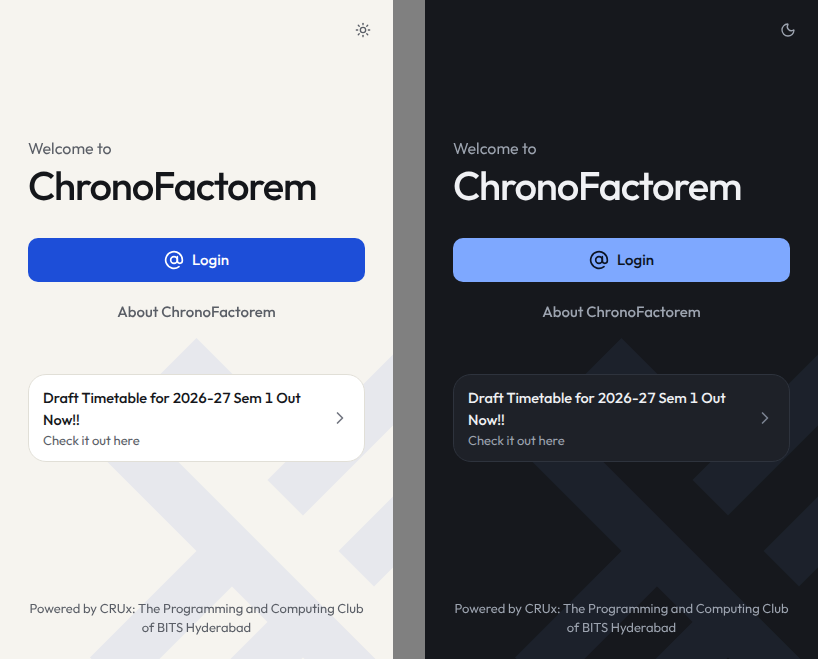 Welcome to
ChronoFactorem
@ Login
About ChronoFactorem
Draft Timetable for 2026-27 Sem 1 Out
Now!!
Check it out here
Powered by CRUx: The Programming and Computing Club
of BITS Hyderabad
Welcome to
ChronoFactorem
@ Login
About ChronoFactorem
Draft Timetable for 2026-27 Sem 1 Out
Now!!
Check it out here
Powered by CRUx: The Programming and Computing Club
of BITS Hyderabad